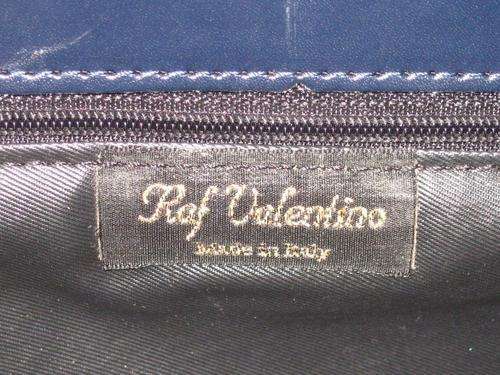 Raf Valentino
Made in Italy